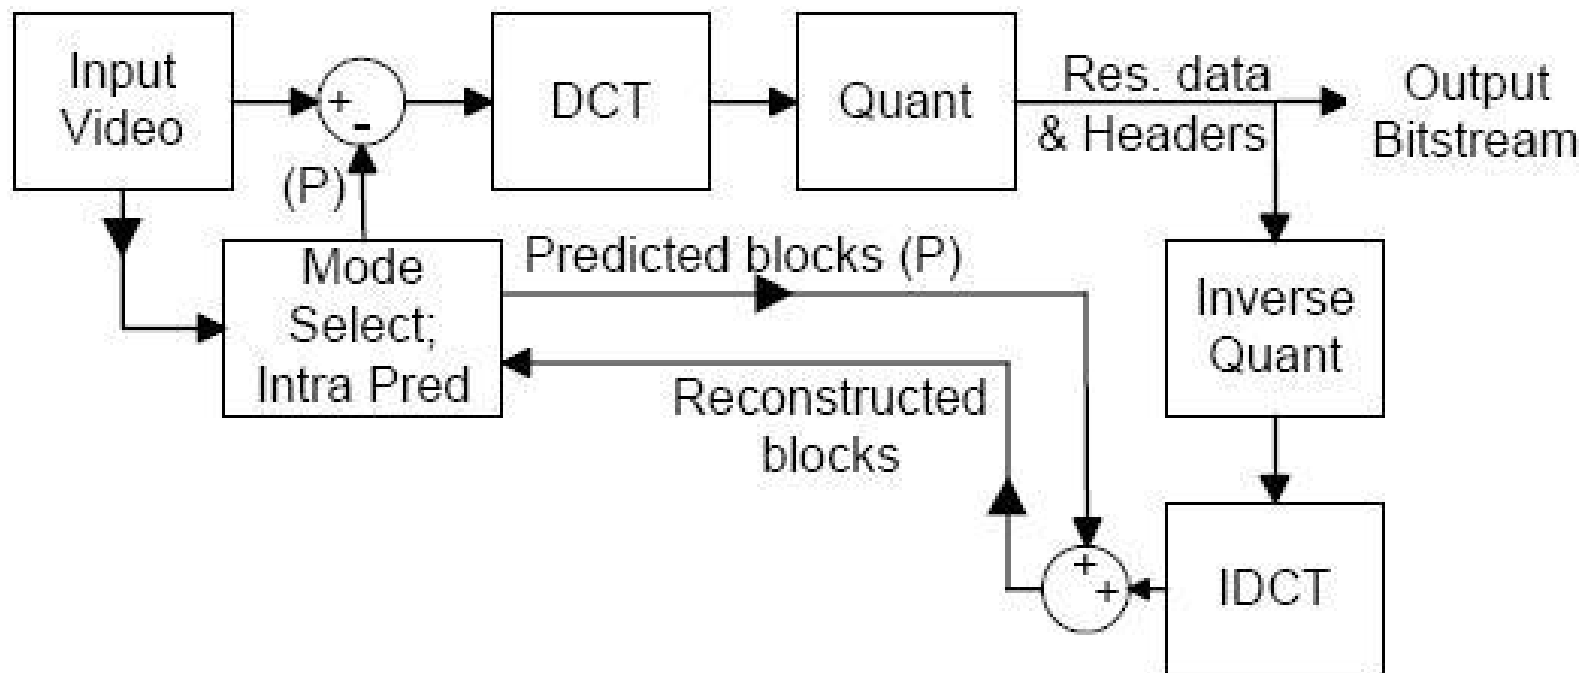 Input
Video
+
-
(P)
DCT
Quant
Res. data
& Headers
Output
Bitstream
Mode
Select;
Intra Pred
Predicted blocks (P)
Reconstructed
blocks
Inverse
Quant
+
+
IDCT